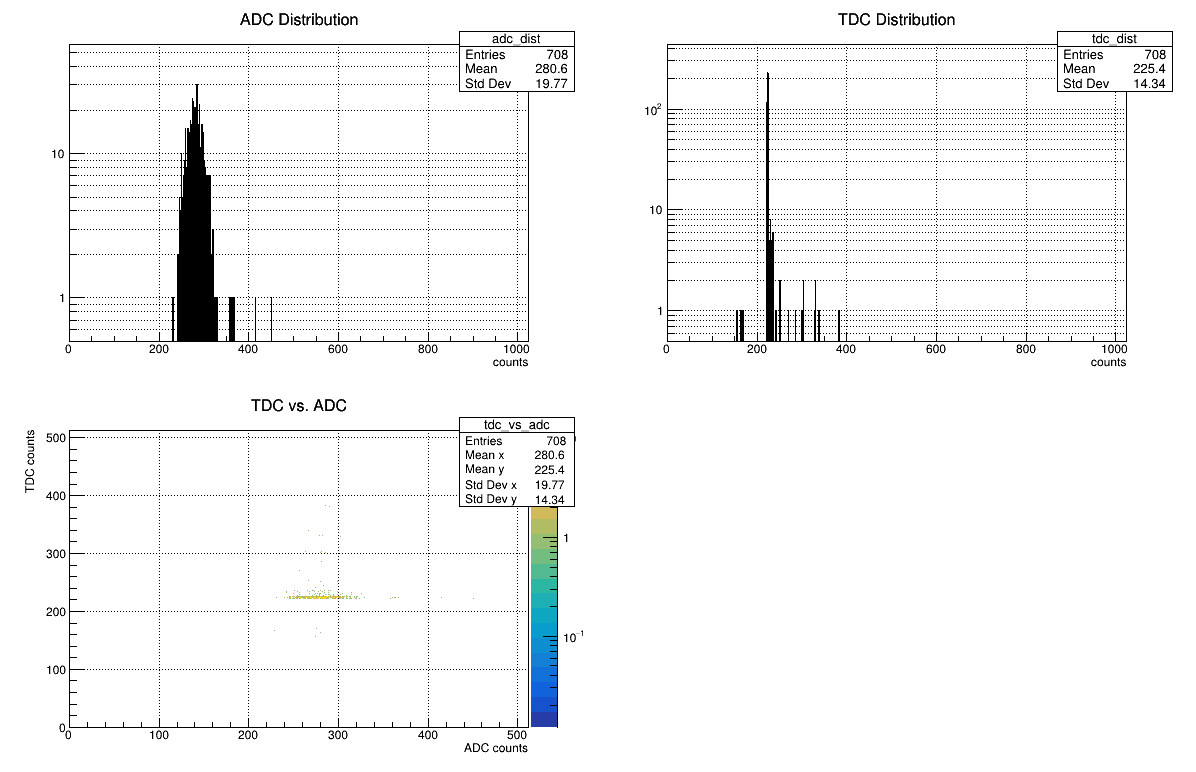 ADC Distribution
adc_dist
Entries 708
Mean 280.6
Std Dev 19.77
10
1
0 200 400 600 800 1000
counts
TDC Distribution
tdc_dist
Entries 708
Mean 225.4
Std Dev 14.34
10²
10
1
0 200 400 600 800 1000
counts
TDC vs. ADC
tdc_vs_adc
Entries 708
Mean x 280.6
Mean y 225.4
Std Dev x 19.77
Std Dev y 14.34
TDC counts
500
400
300
200
100
0
0 100 200 300 400 500
ADC counts
1
10⁻¹